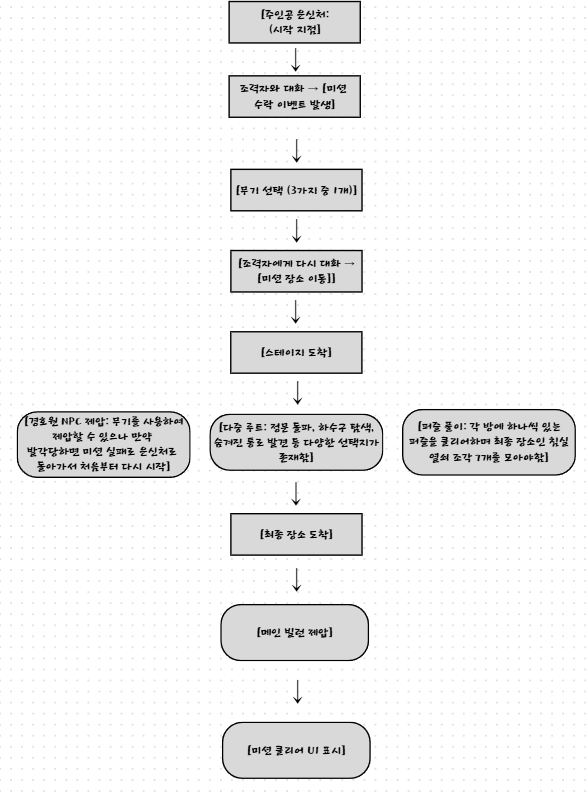 [주인공 은신처:
(시작 지점]
조력자와 대화 → [미션
수락 이벤트 발생]
[무기 선택 (3가지 중 1개)]
[조력자에게 다시 대화 →
[미션 장소 이동]]
[스테이지 도착]
[경호원 NPC 제압: 무기를 사용하여
제압할 수 있으나 만약
발각당하면 미션 실패로 은신처로
돌아가서 처음부터 다시 시작]
[다중 루트: 정문 돌파, 하수구 탐색,
숨겨진 통로 발견 등 다양한 선택지가
존재함]
[퍼즐 풀이: 각 방에 하나씩 있는
퍼즐을 클리어하며 최종 장소인 침실
열쇠 조각 7개를 모아야함]
[최종 장소 도착]
[메인 빌런 제압]
[미션 클리어 UI 표시]